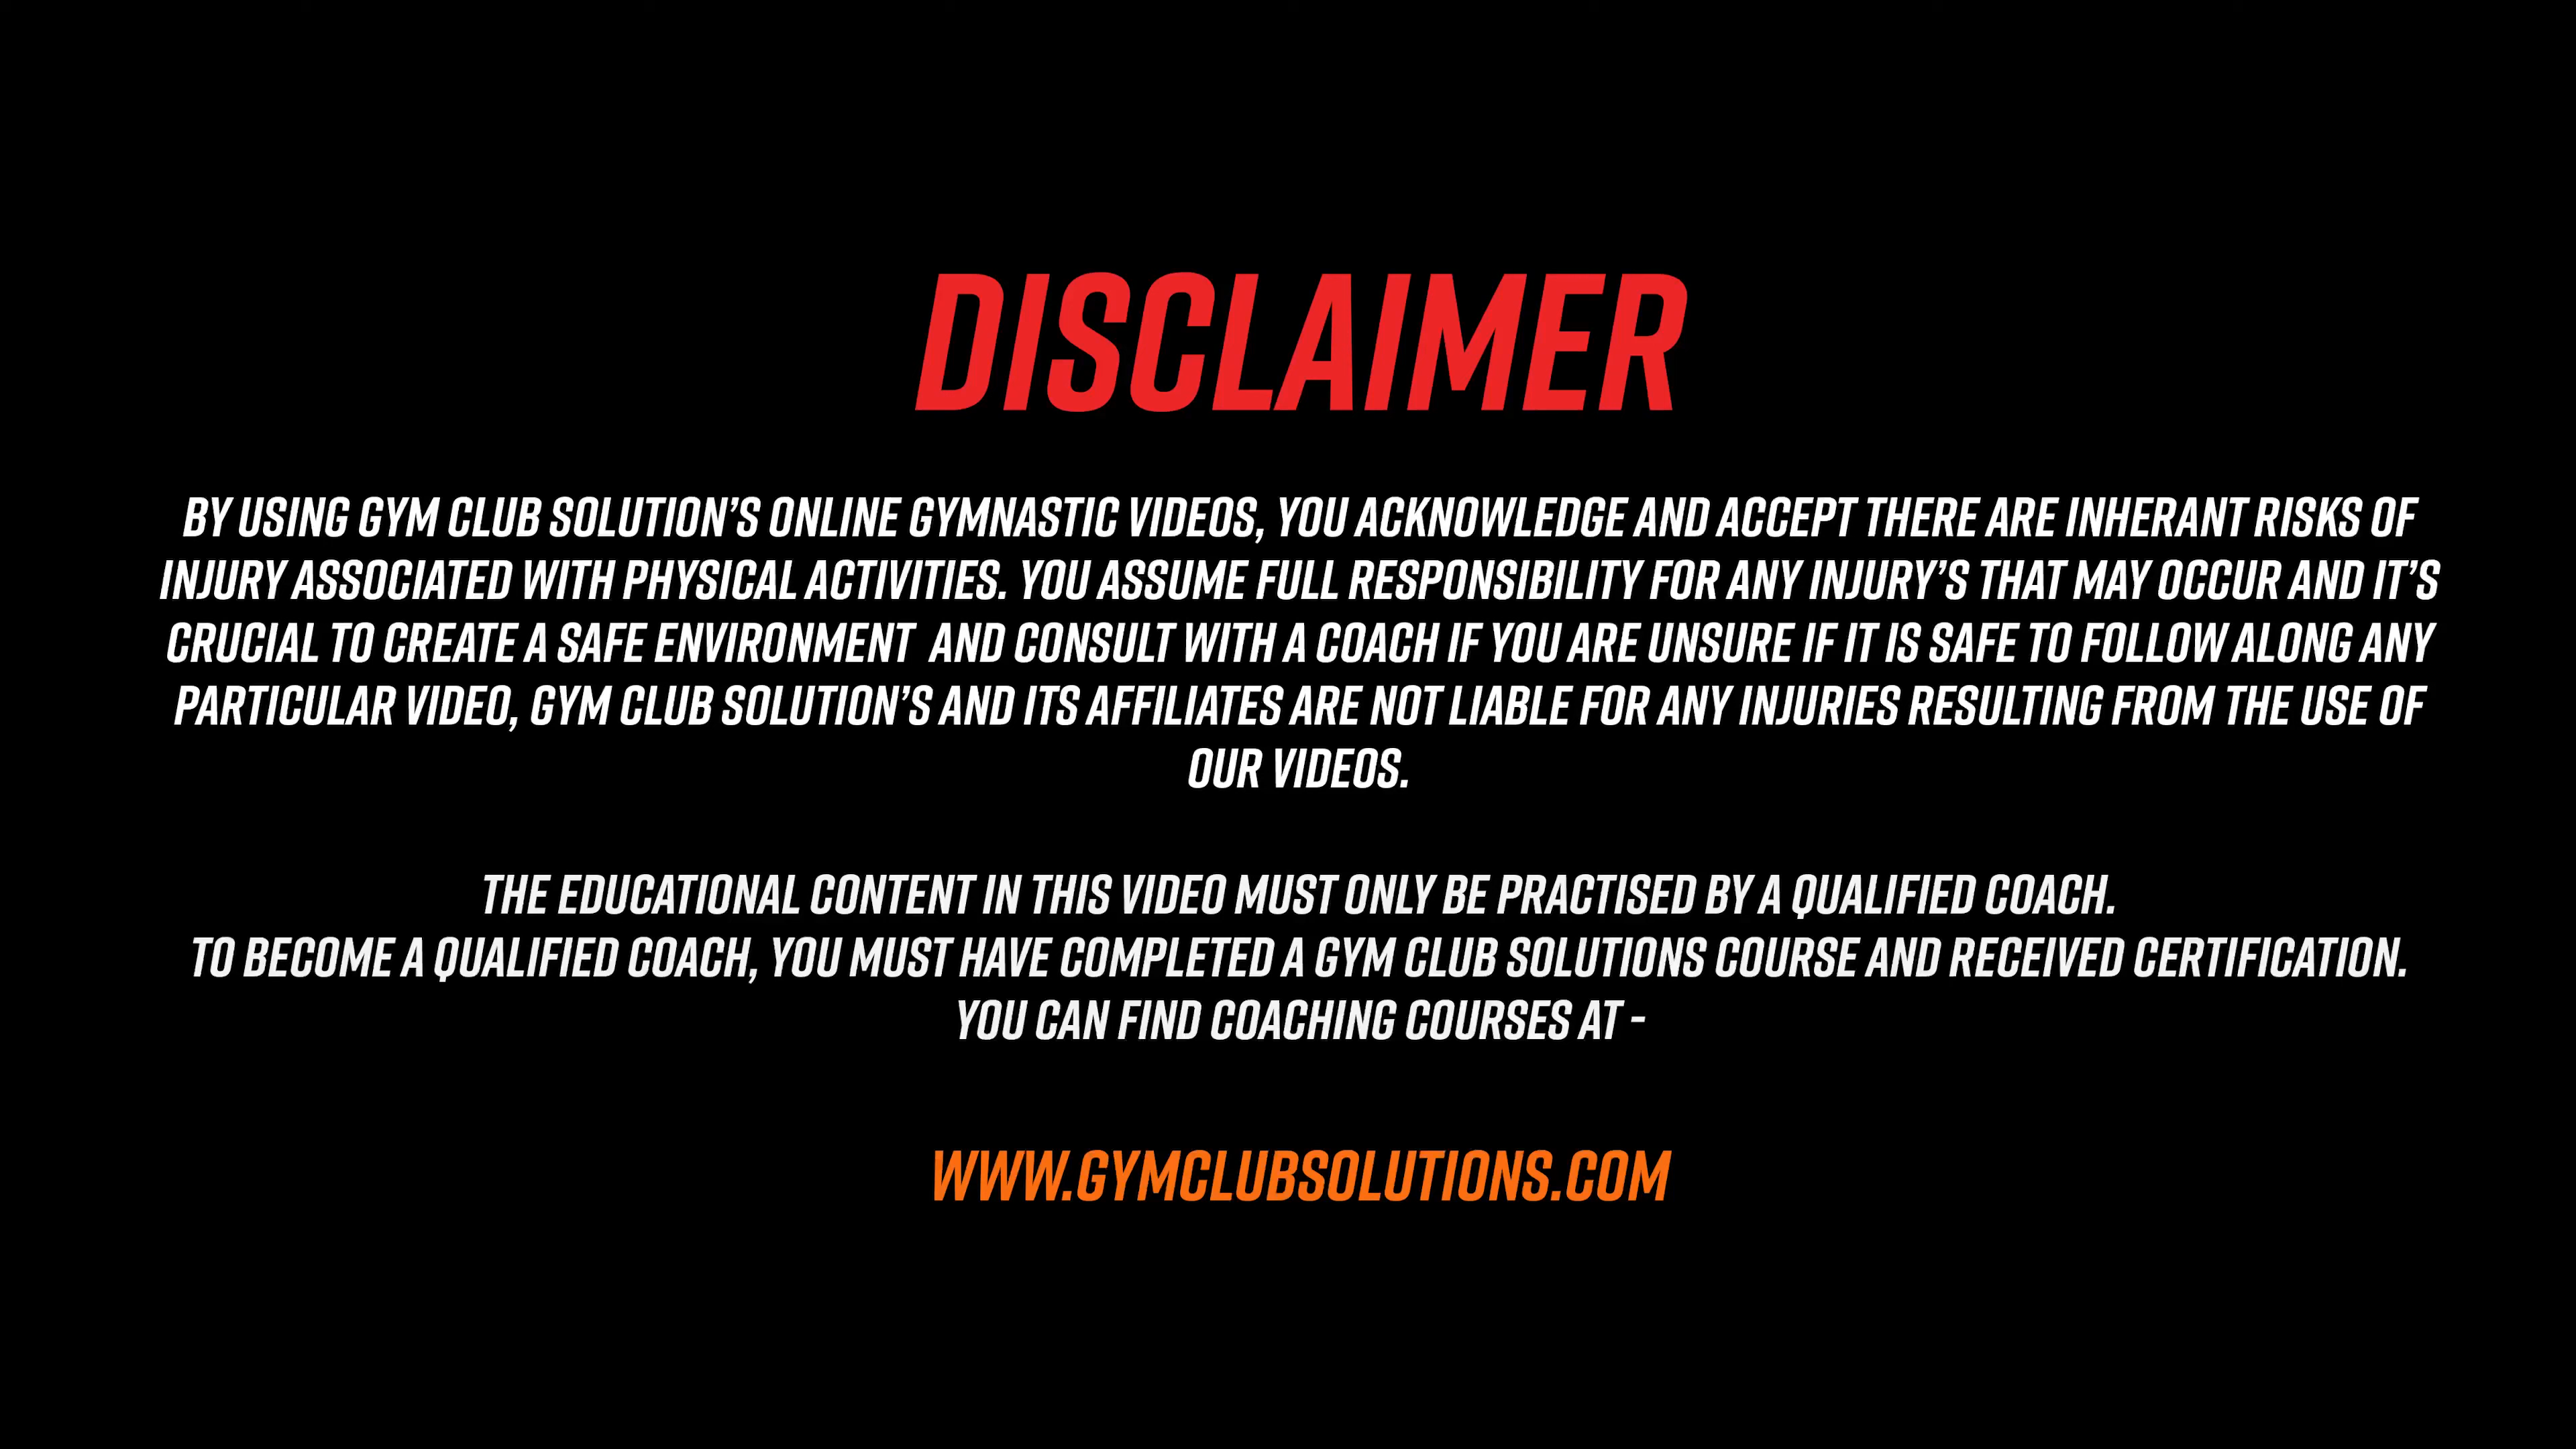 DISCLAIMER
BY USING GYM CLUB SOLUTION'S ONLINE GYMNASTIC VIDEOS, YOU ACKNOWLEDGE AND ACCEPT THERE ARE INHERANT RISKS OF
INJURY ASSOCIATED WITH PHYSICAL ACTIVITIES. YOU ASSUME FULL RESPONSIBILITY FOR ANY INJURY'S THAT MAY OCCUR AND IT'S
CRUCIAL TO CREATE A SAFE ENVIRONMENT AND CONSULT WITH A COACH IF YOU ARE UNSURE IF IT IS SAFE TO FOLLOW ALONG ANY
PARTICULAR VIDEO, GYM CLUB SOLUTION'S AND ITS AFFILIATES ARE NOT LIABLE FOR ANY INJURIES RESULTING FROM THE USE OF
OUR VIDEOS.
THE EDUCATIONAL CONTENT IN THIS VIDEO MUST ONLY BE PRACTISED BY A QUALIFIED COACH.
TO BECOME A QUALIFIED COACH, YOU MUST HAVE COMPLETED A GYM CLUB SOLUTIONS COURSE AND RECEIVED CERTIFICATION.
YOU CAN FIND COACHING COURSES AT -
WWW.GYMCLUBSOLUTIONS.COM